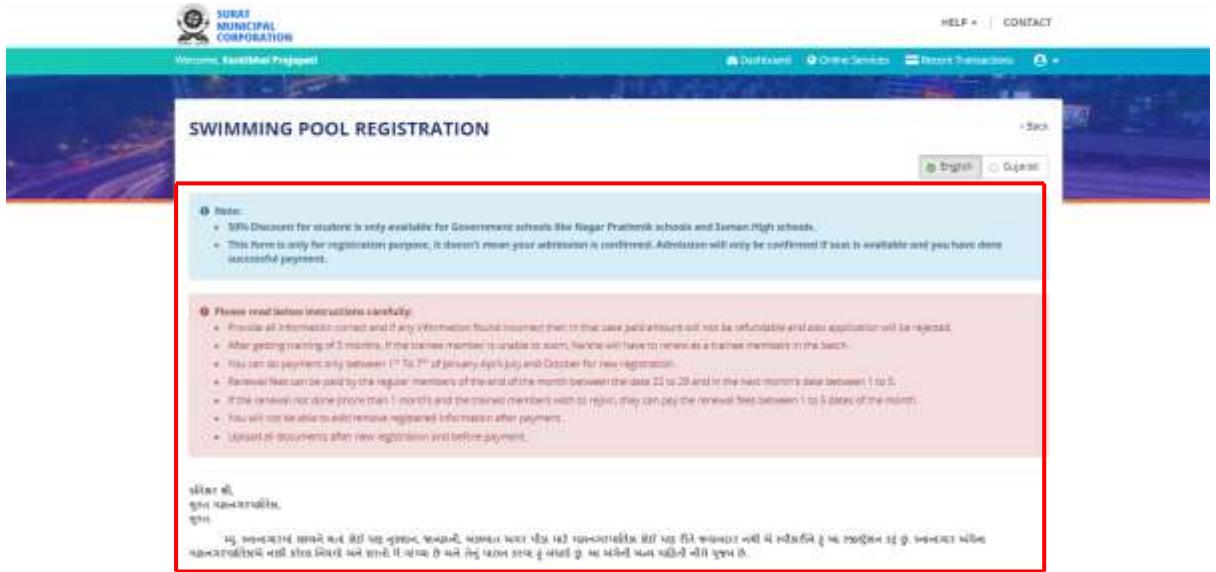 SURAT
MUNICIPAL
CORPORATION
HELP
CONTACT
Welcome, Kantibhai Prajapati
Dashboard
Online Services
Recent Transactions
SWIMMING POOL REGISTRATION
‹ Back
English
Gujarati
Note:
50% Discount for student is only available for Government schools like Nagar Prathmik schools and Suman High schools.
This form is only for registration purpose, it doesn't mean your admission is confirmed. Admission will only be confirmed if seat is available and you have done
successful payment.
Please read below instructions carefully:
Provide all information correct and if any information found incorrect then in that case paid amount will not be refundable and also application will be rejected.
After getting training of 3 months, if the trainee member is unable to swim, he/she will have to renew as a trainee members in the batch.
You can do payment only between 1st To 7th of January April July and October for new registration.
Renewal fees can be paid by the regular members of the end of the month between the date 22 to 28 and in the next month's date between 1 to 5.
If the renewal not done (more than 1 month) and the trained members wish to rejoin, they can pay the renewal fees between 1 to 5 dates of the month.
You will not be able to edit/remove registered information after payment.
Upload all documents after new registration and before payment.
સુરત મહાનગરપાલિકા,
સુરત.